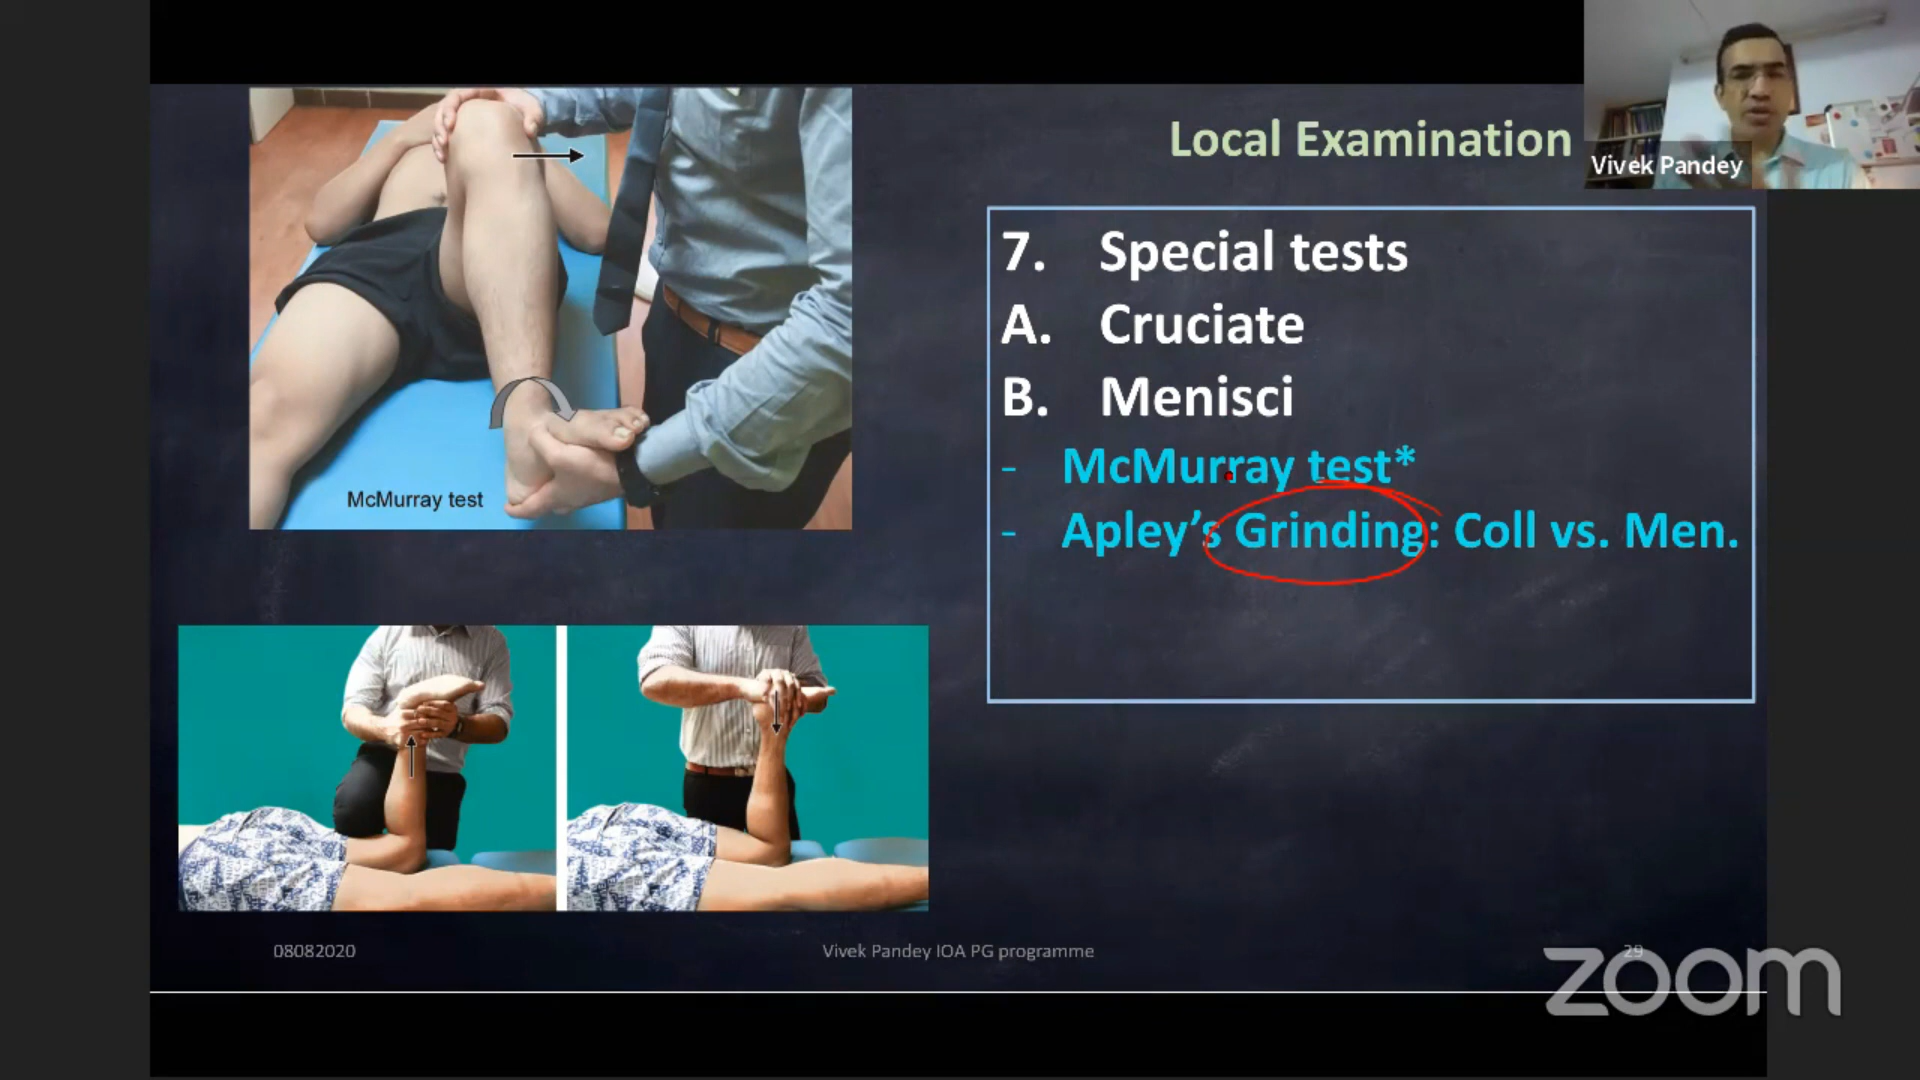 Local Examination
Vivek Pandey
7. Special tests
A. Cruciate
B. Menisci
- McMurray test*
- Apley's Grinding: Coll vs. Men.
McMurray test
08082020
Vivek Pandey IOA PG programme
29
zoom